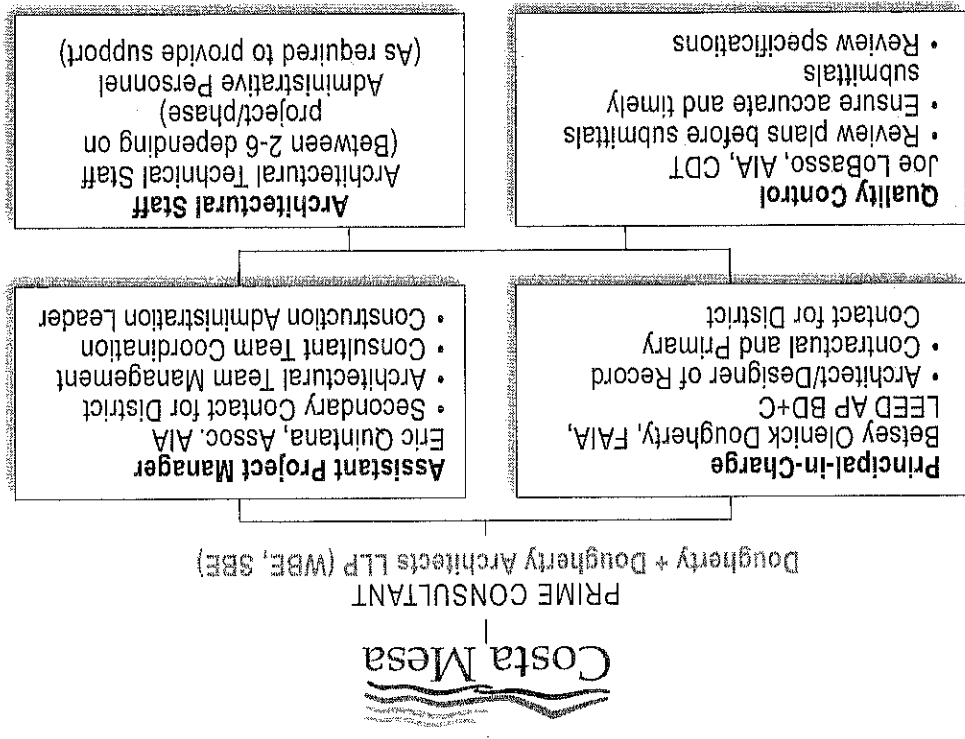 Costa Mesa
PRIME CONSULTANT
Dougherty + Dougherty Architects LLP (WBE, SBE)
Principal-in-Charge
Betsey Olenick Dougherty, FAIA,
LEED AP BD+C
• Architect/Designer of Record
• Contractual and Primary
Contact for District
Assistant Project Manager
Eric Quintana, Assoc. AIA
• Secondary Contact for District
• Architectural Team Management
• Consultant Team Coordination
• Construction Administration Leader
Quality Control
Joe LoBasso, AIA, CDT
• Review plans before submittals
• Ensure accurate and timely
submittals
• Review specifications
Architectural Staff
Architectural Technical Staff
(Between 2-6 depending on
project/phase)
Administrative Personnel
(As required to provide support)